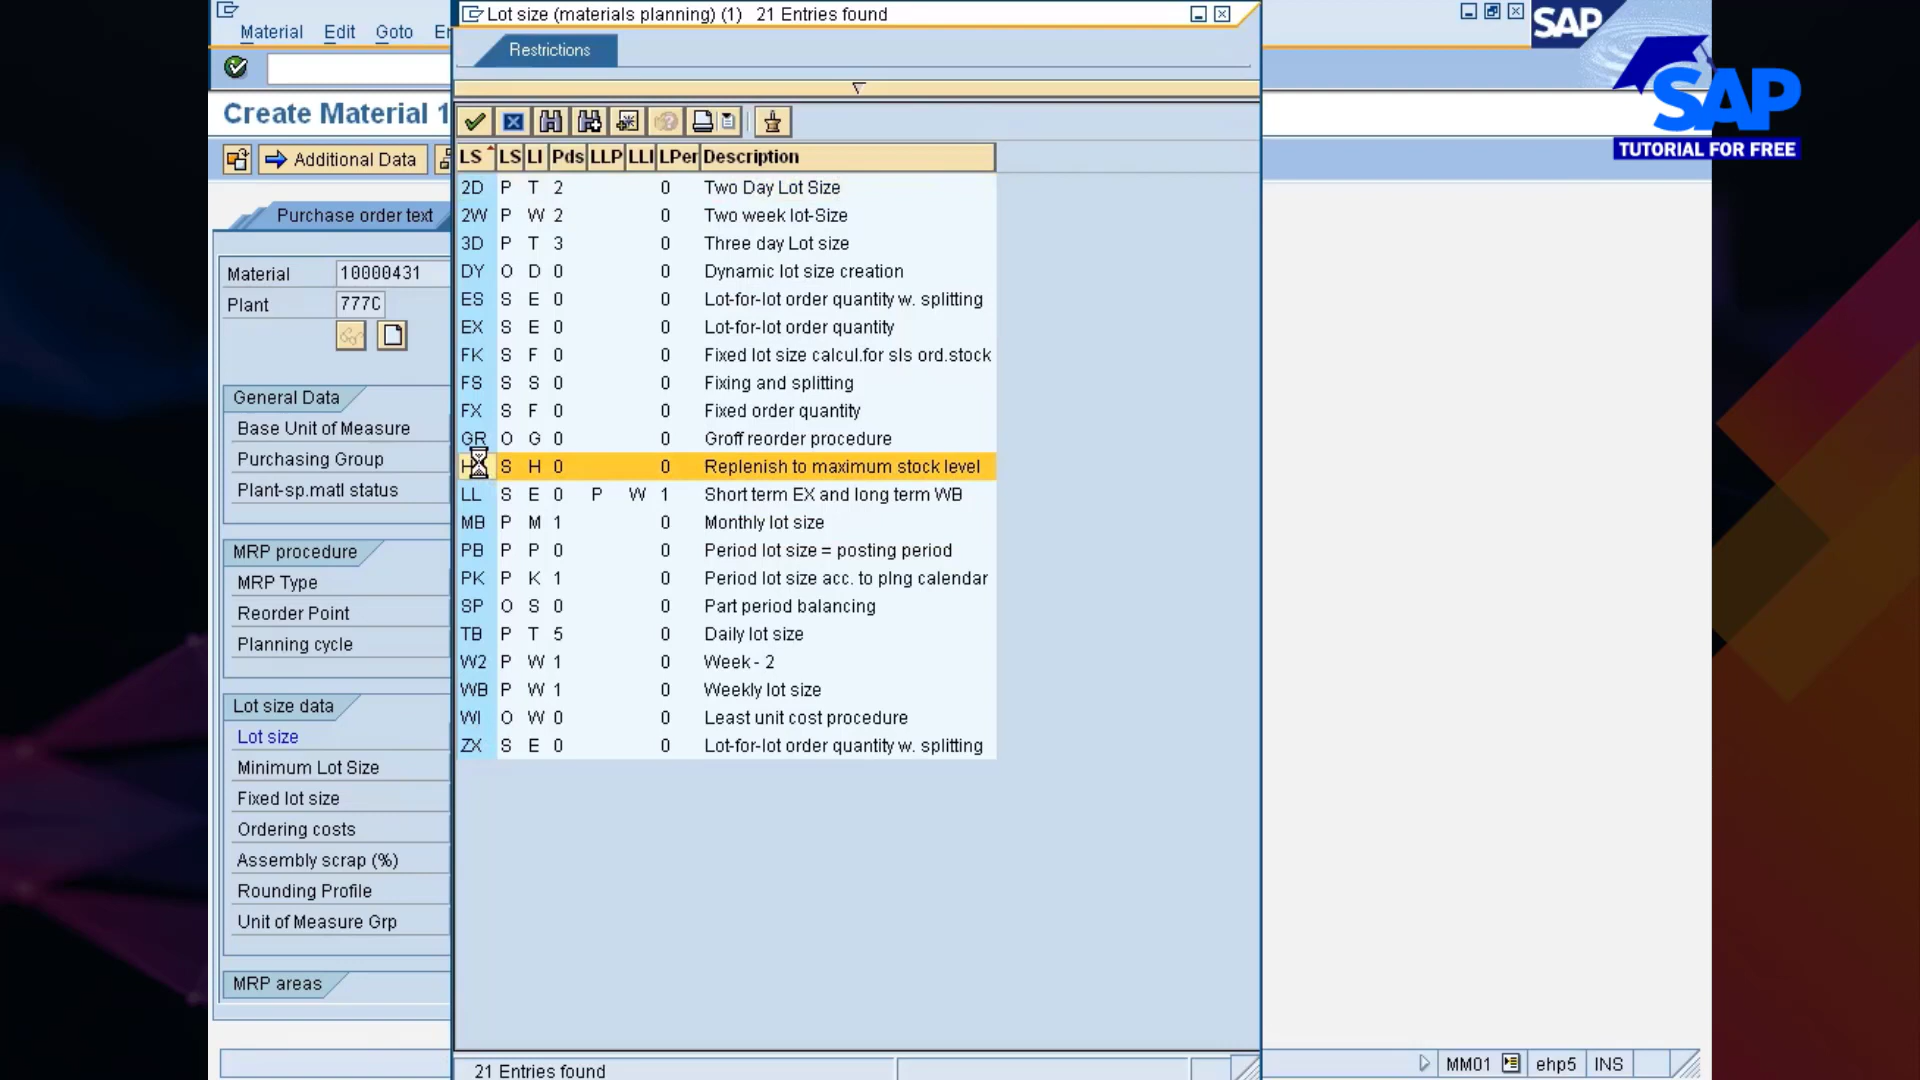 Lot size (materials planning) (1) 21 Entries found
Material Edit Goto
SAP
Restrictions
SAP
TUTORIAL FOR FREE
Create Material 1
Additional Data
LS LS LI Pds LLP LLI LPer Description
Purchase order text
2D P T 2 0 Two Day Lot Size
2W P W 2 0 Two week lot-Size
3D P T 3 0 Three day Lot size
DY O D 0 0 Dynamic lot size creation
ES S E 0 0 Lot-for-lot order quantity w. splitting
EX S E 0 0 Lot-for-lot order quantity
FK S F 0 0 Fixed lot size calcul.for sls ord.stock
FS S S 0 0 Fixing and splitting
FX S F 0 0 Fixed order quantity
GR O G 0 0 Groff reorder procedure
S H 0 0 Replenish to maximum stock level
LL S E 0 P W 1 Short term EX and long term WB
MB P M 1 0 Monthly lot size
PB P P 0 0 Period lot size = posting period
PK P K 1 0 Period lot size acc. to plng calendar
SP O S 0 0 Part period balancing
TB P T 5 0 Daily lot size
W2 P W 1 0 Week - 2
WB P W 1 0 Weekly lot size
WI O W 0 0 Least unit cost procedure
ZX S E 0 0 Lot-for-lot order quantity w. splitting
Material 10000431
Plant 777C
General Data
Base Unit of Measure
Purchasing Group
Plant-sp.matl status
MRP procedure
MRP Type
Reorder Point
Planning cycle
Lot size data
Lot size
Minimum Lot Size
Fixed lot size
Ordering costs
Assembly scrap (%)
Rounding Profile
Unit of Measure Grp
MRP areas
21 Entries found
MM01 ehp5 INS